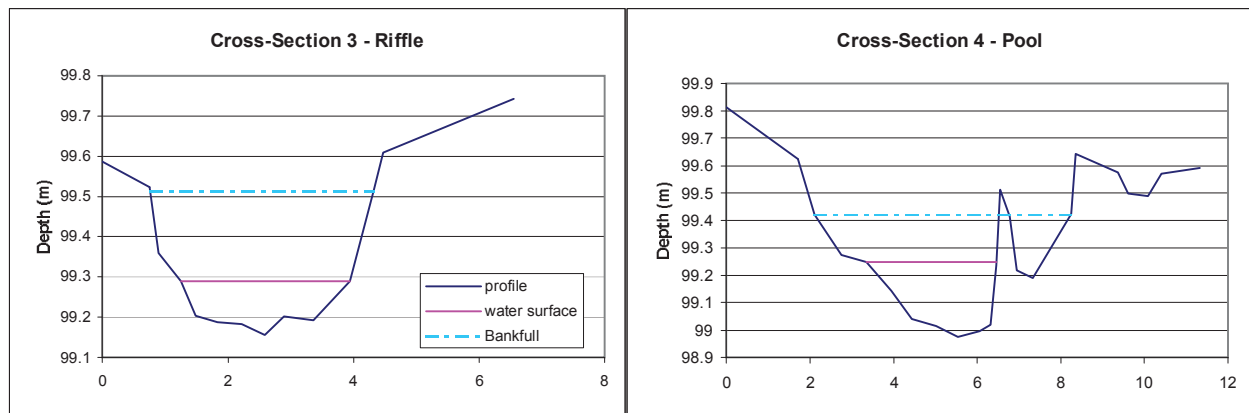 Cross-Section 3 - Riffle
99.8
99.7
99.6
99.5
99.4
99.3
99.2
99.1
Depth (m)
0 2 4 6 8
profile
water surface
Bankfull
Cross-Section 4 - Pool
99.9
99.8
99.7
99.6
99.5
99.4
99.3
99.2
99.1
99
98.9
Depth (m)
0 2 4 6 8 10 12